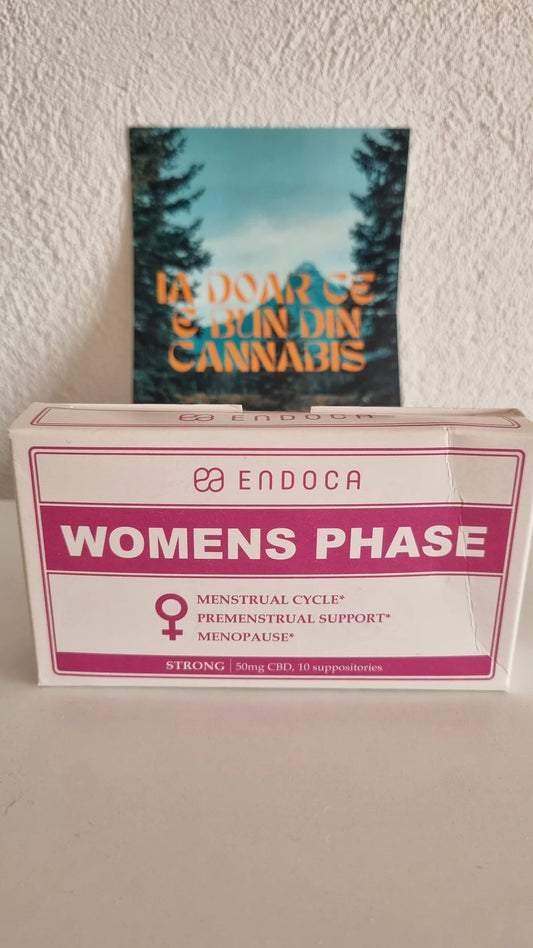 IA DOAR CE
E BUN DIN
CANNABIS
ENDOCA
ENDOCA
WOMENS PHASE
MENSTRUAL CYCLE*
PREMENSTRUAL SUPPORT*
MENOPAUSE*
STRONG | 50mg CBD, 10 suppositories